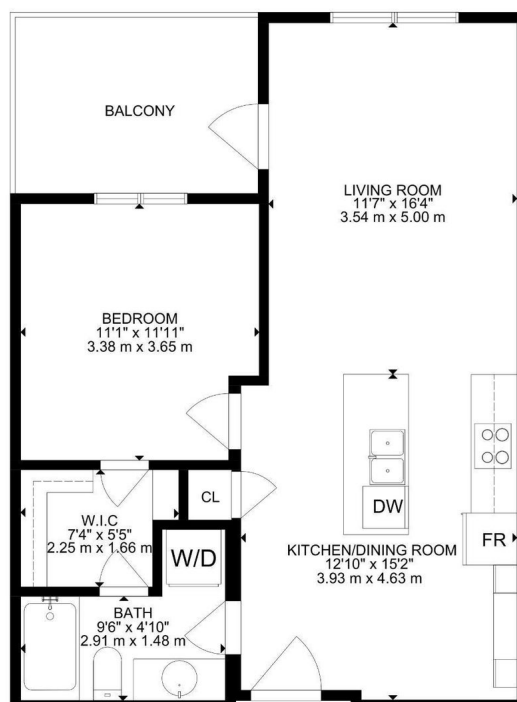 BALCONY
LIVING ROOM
11'7" x 16'4"
3.54 m x 5.00 m
BEDROOM
11'1" x 11'11"
3.38 m x 3.65 m
CL
W.I.C
7'4" x 5'5"
2.25 m x 1.66 m
W/D
DW
FR
KITCHEN/DINING ROOM
12'10" x 15'2"
3.93 m x 4.63 m
BATH
9'6" x 4'10"
2.91 m x 1.48 m